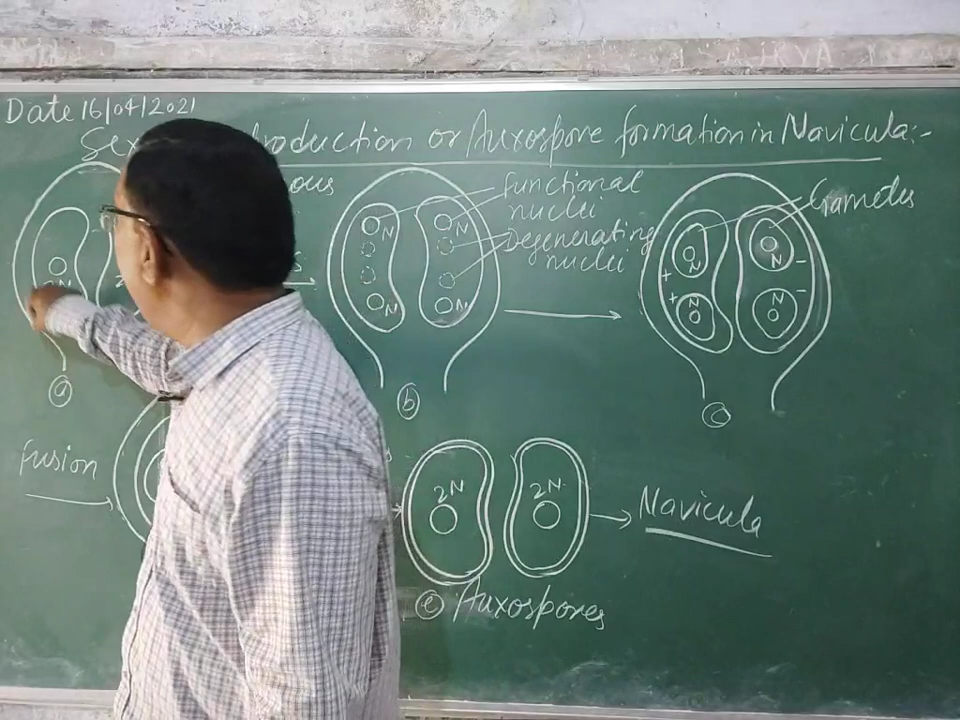 Date 16/04/2021
Sex roduction or Auxospore formation in Navicula:-
ous
Functional
nuclei
Degenerating
nuclei
Gametes
N
N
N
N
N
N
N
N
+
+
-
-
a
b
c
Fusion
2N
2N
Navicula
e Auxospores